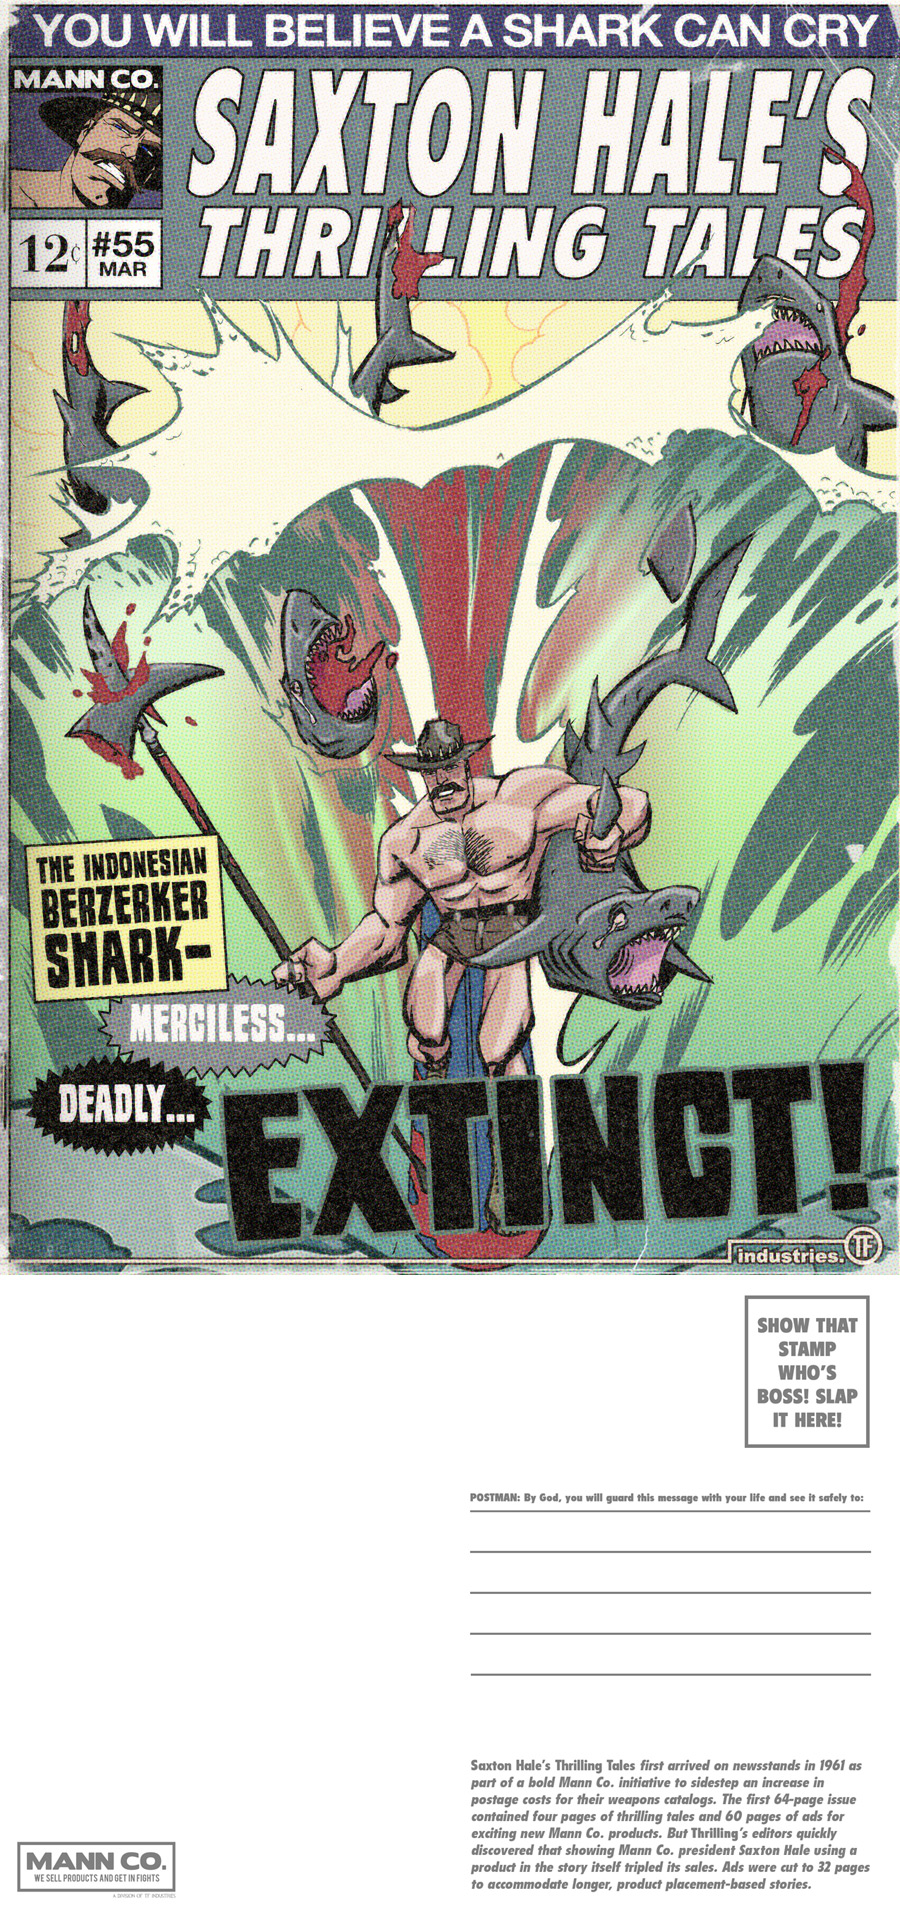 YOU WILL BELIEVE A SHARK CAN CRY
MANN CO.
SAXTON HALE'S
THRILLING TALES
12¢
#55
MAR
THE INDONESIAN
BERZERKER
SHARK-
MERCILESS...
DEADLY...
EXTINCT!
industries.
TF
SHOW THAT
STAMP
WHO'S
BOSS! SLAP
IT HERE!
POSTMAN: By God, you will guard this message with your life and see it safely to:
Saxton Hale's Thrilling Tales first arrived on newsstands in 1961 as
part of a bold Mann Co. initiative to sidestep an increase in
postage costs for their weapons catalogs. The first 64-page issue
contained four pages of thrilling tales and 60 pages of ads for
exciting new Mann Co. products. But Thrilling's editors quickly
discovered that showing Mann Co. president Saxton Hale using a
product in the story itself tripled its sales. Ads were cut to 32 pages
to accommodate longer, product placement-based stories.
MANN CO.
WE SELL PRODUCTS AND GET IN FIGHTS
A DIVISION OF TF INDUSTRIES